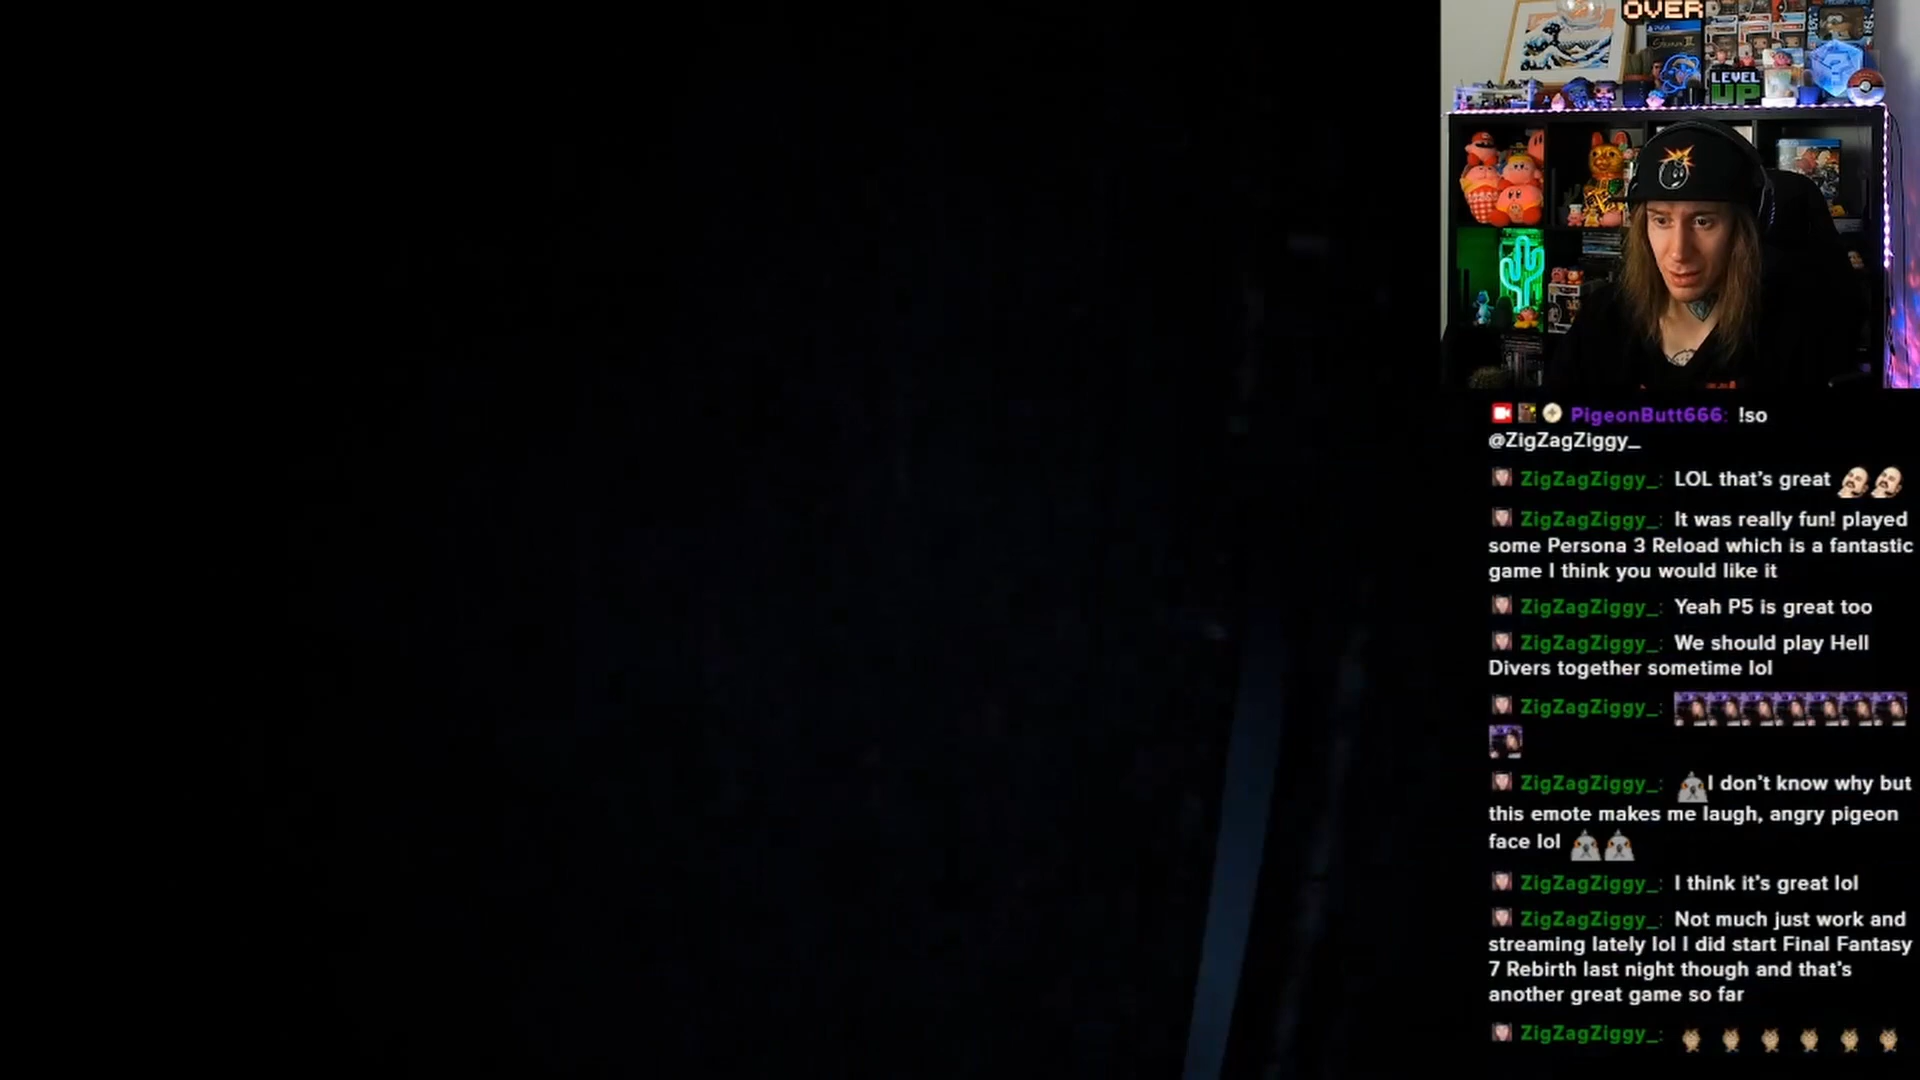 OVER
LEVEL
UP
PigeonButt666: !so
@ZigZagZiggy_
ZigZagZiggy_: LOL that's great
ZigZagZiggy_: It was really fun! played
some Persona 3 Reload which is a fantastic
game I think you would like it
ZigZagZiggy_: Yeah P5 is great too
ZigZagZiggy_: We should play Hell
Divers together sometime lol
ZigZagZiggy_:
ZigZagZiggy_: I don't know why but
this emote makes me laugh, angry pigeon
face lol
ZigZagZiggy_: I think it's great lol
ZigZagZiggy_: Not much just work and
streaming lately lol I did start Final Fantasy
7 Rebirth last night though and that's
another great game so far
ZigZagZiggy_: